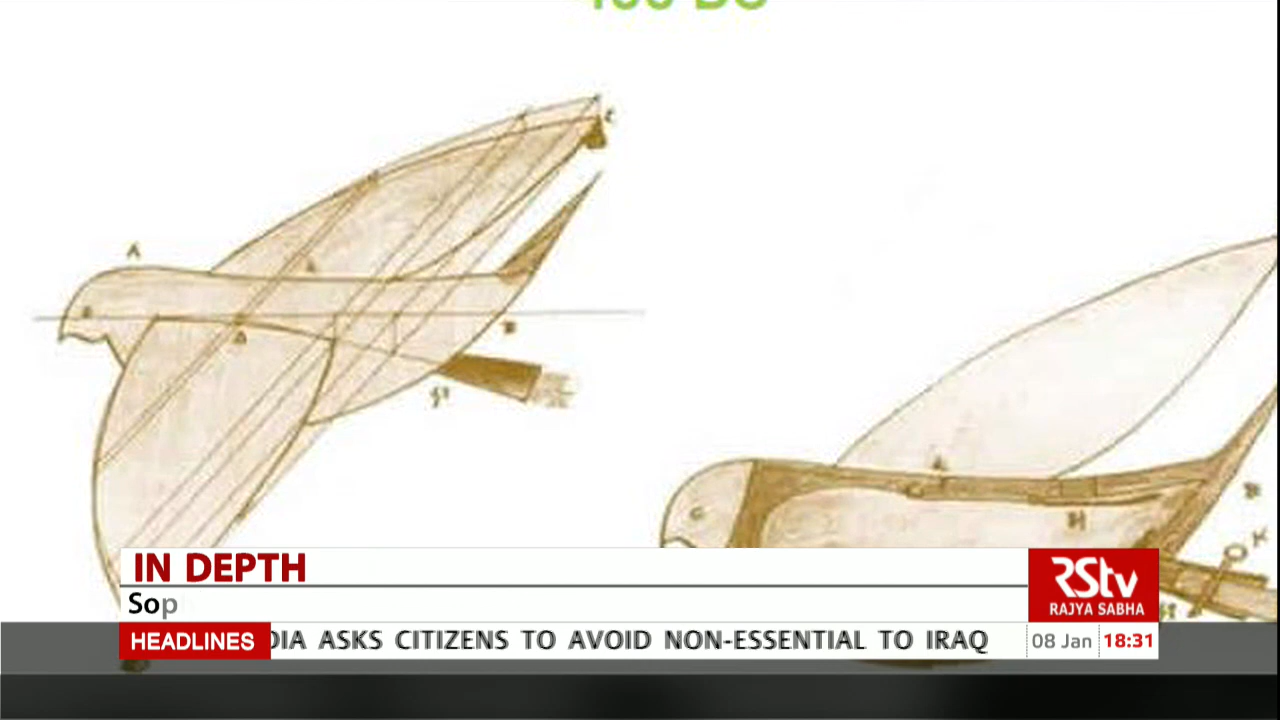 IN DEPTH
Sop
RStv
RAJYA SABHA
HEADLINES
DIA ASKS CITIZENS TO AVOID NON-ESSENTIAL TO IRAQ
08 Jan
18:31